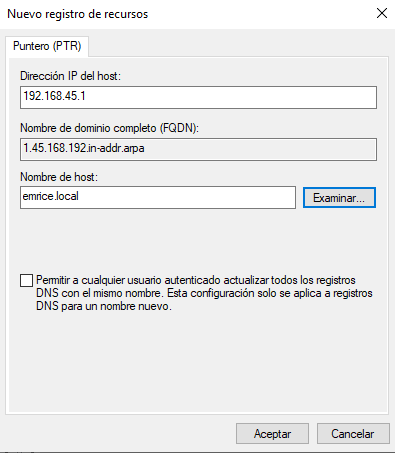 Nuevo registro de recursos
Puntero (PTR)
Dirección IP del host:
192.168.45.1
Nombre de dominio completo (FQDN):
1.45.168.192.in-addr.arpa
Nombre de host:
emrice.local
Examinar...
Permitir a cualquier usuario autenticado actualizar todos los registros
DNS con el mismo nombre. Esta configuración solo se aplica a registros
DNS para un nombre nuevo.
Aceptar
Cancelar